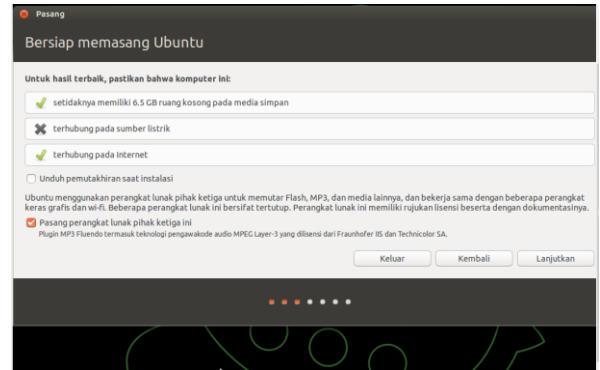 Pasang
Bersiap memasang Ubuntu
Untuk hasil terbaik, pastikan bahwa komputer ini:
setidaknya memiliki 6.5 GB ruang kosong pada media simpan
terhubung pada sumber listrik
terhubung pada Internet
Unduh pemutakhiran saat instalasi
Ubuntu menggunakan perangkat lunak pihak ketiga untuk memutar Flash, MP3, dan media lainnya, dan bekerja sama dengan beberapa perangkat
keras grafis dan wi-fi. Beberapa perangkat lunak ini bersifat tertutup. Perangkat lunak ini memiliki rujukan lisensi beserta dengan dokumentasinya.
Pasang perangkat lunak pihak ketiga ini
Plugin MP3 Fluendo termasuk teknologi pengawakode audio MPEG Layer-3 yang dilisensi dari Fraunhofer IIS dan Technicolor SA.
Keluar Kembali Lanjutkan